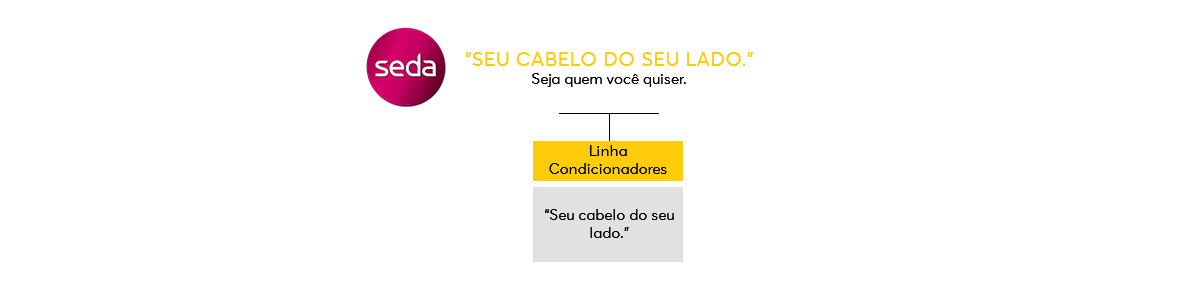 seda
"SEU CABELO DO SEU LADO."
Seja quem você quiser.
Linha
Condicionadores
"Seu cabelo do seu
lado."